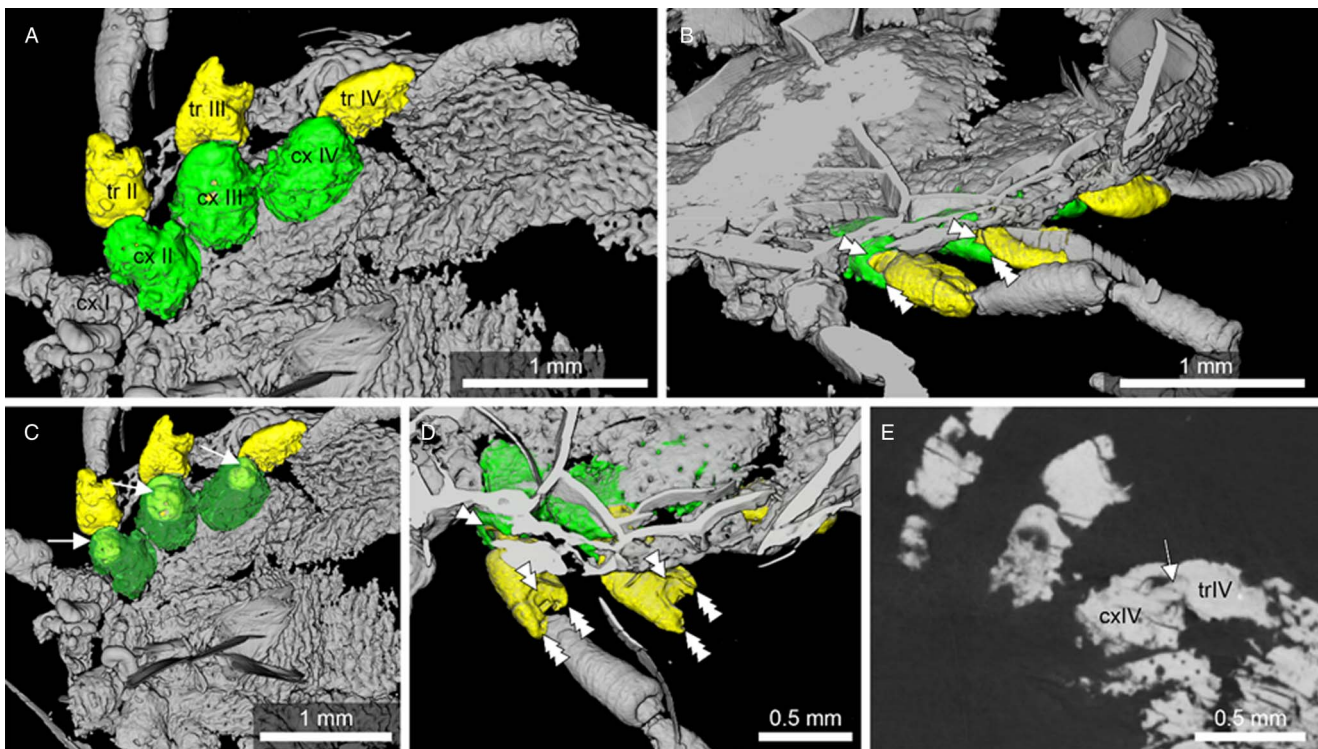 A
tr III
tr IV
cx IV
cx III
tr II
cx II
cx I
1 mm
B
1 mm
C
1 mm
D
0.5 mm
E
cxIV
trIV
0.5 mm